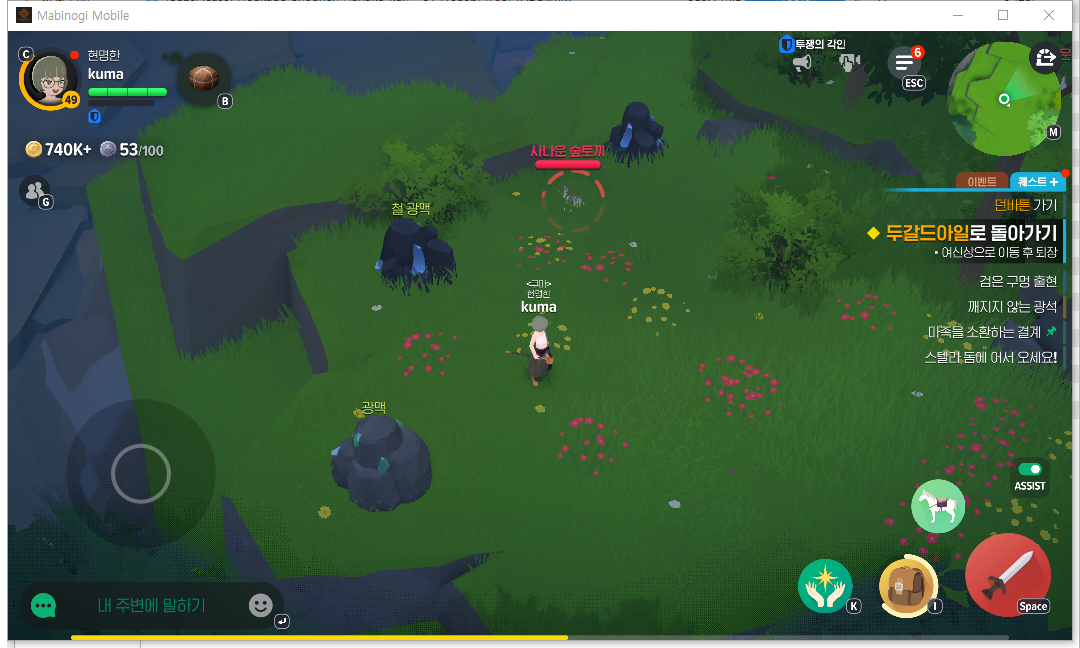 Mabinogi Mobile
C
현명한
kuma
49
B
740K+
53/100
G
투쟁의 각인
6
ESC
M
이벤트
퀘스트 +
던바튼 가기
두갈드아일로 돌아가기
• 여신상으로 이동 후 퇴장
검은 구멍 출현
깨지지 않는 광석
마족을 소환하는 결계
스텔라 돔에 어서 오세요!
사나운 숲토끼
철 광맥
<구마>
현명한
kuma
광맥
ASSIST
내 주변에 말하기
K
I
Space